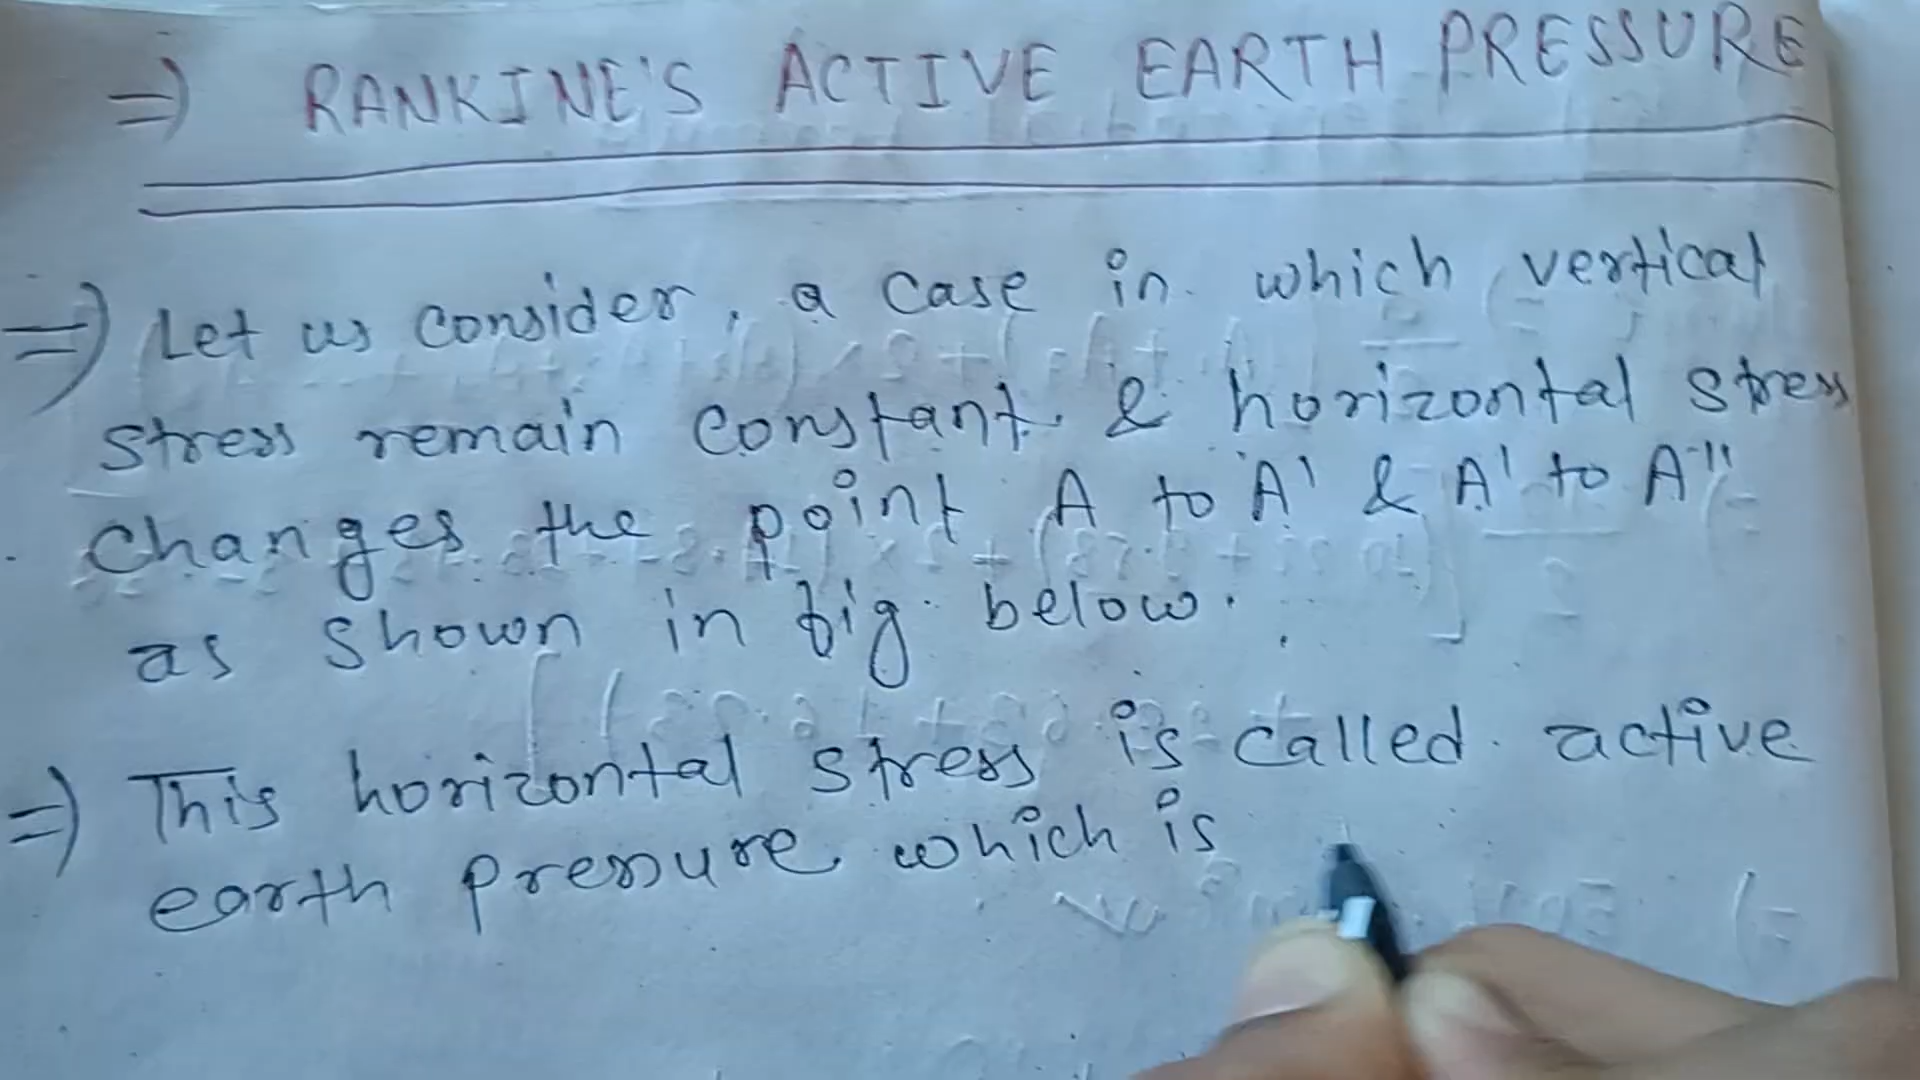 =) RANKINE'S ACTIVE EARTH PRESSURE
=) Let us consider, a case in which vertical
stress remain constant & horizontal stress
changes the point A to A' & A' to A"
as shown in fig. below.
=) This horizontal stress is called active
earth pressure which is